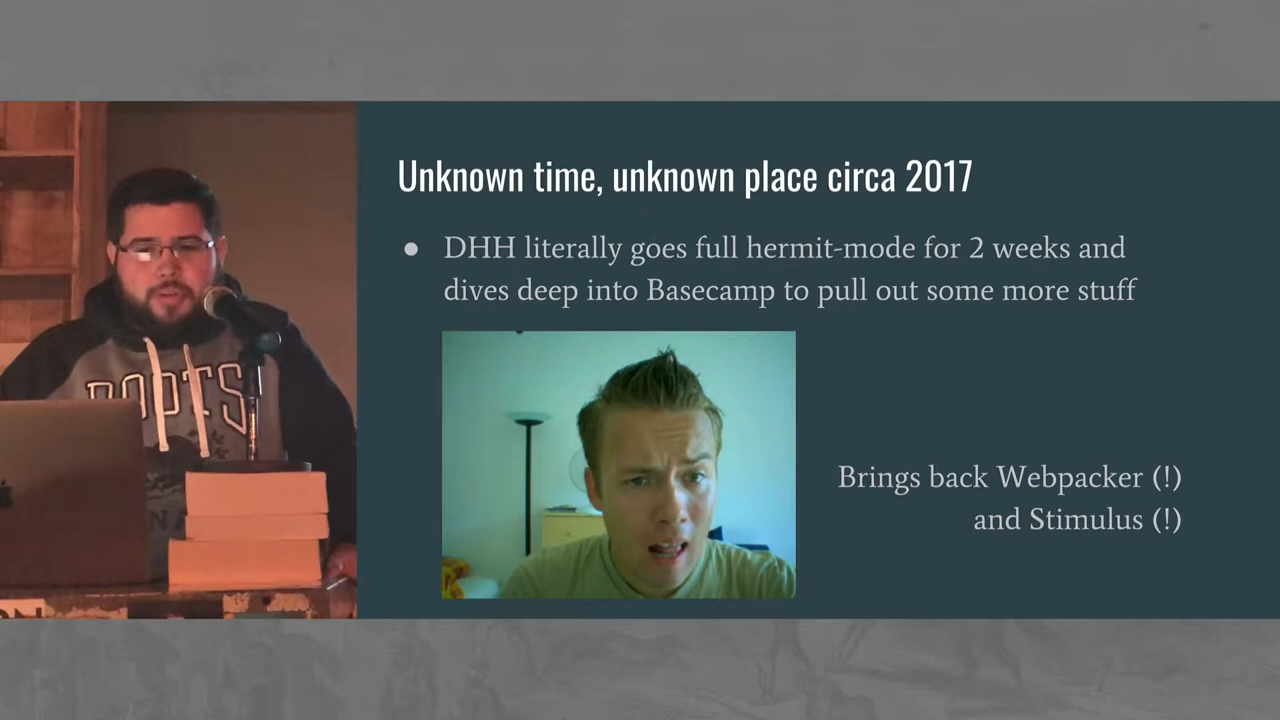 Unknown time, unknown place circa 2017
● DHH literally goes full hermit-mode for 2 weeks and
dives deep into Basecamp to pull out some more stuff
Brings back Webpacker (!)
and Stimulus (!)
ROOTS